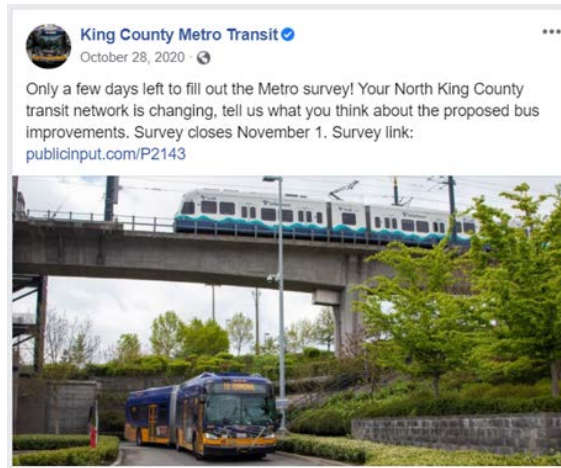 King County Metro Transit
October 28, 2020 ·
Only a few days left to fill out the Metro survey! Your North King County
transit network is changing, tell us what you think about the proposed bus
improvements. Survey closes November 1. Survey link:
publicinput.com/P2143